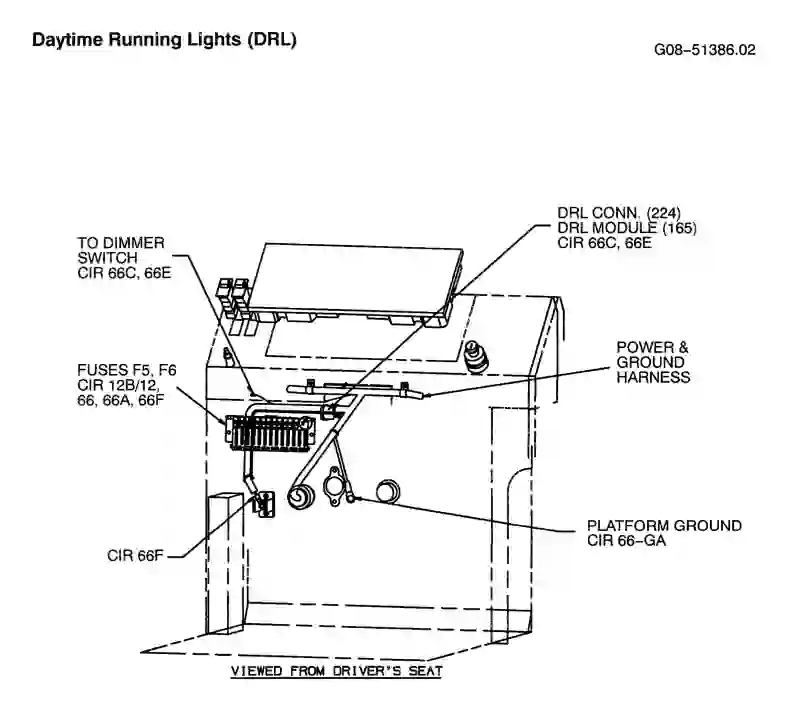 Daytime Running Lights (DRL)
G08-51386.02
DRL CONN. (224)
DRL MODULE (165)
CIR 66C, 66E
TO DIMMER
SWITCH
CIR 66C, 66E
POWER &
GROUND
HARNESS
FUSES F5, F6
CIR 12B/12,
66, 66A, 66F
PLATFORM GROUND
CIR 66-GA
CIR 66F
VIEWED FROM DRIVER'S SEAT